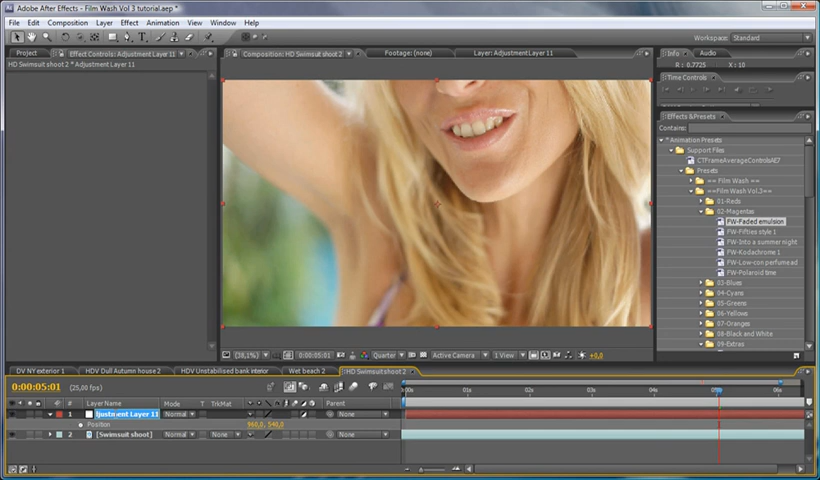 Adobe After Effects - Film Wash Vol 3 tutorial.aep *
File Edit Composition Layer Effect Animation View Window Help
Workspace: Standard
Project Effect Controls: Adjustment Layer 11 Composition: HD Swimsuit shoot 2 Footage: (none) Layer: Adjustment Layer 11 Info Audio
HD Swimsuit shoot 2 * Adjustment Layer 11
R : 0.7725 X : 10
Time Controls
Effects & Presets
Contains:
* Animation Presets
Support Files
CTFrameAverageControlsAE7
Presets
== Film Wash ==
==Film Wash Vol.3==
01-Reds
02-Magentas
FW-Faded emulsion
FW-Fifties style 1
FW-Into a summer night
FW-Kodachrome 1
FW-Low-con perfume ad
FW-Polaroid time
03-Blues
04-Cyans
05-Greens
06-Yellows
07-Oranges
08-Black and White
09-Extras
(38,1%) 0:00:05:01 Quarter Active Camera 1 View +0,0
DV NY exterior 1 HDV Dull Autumn house 2 HDV Unstabilised bank interior Wet beach 2 HD Swimsuit shoot 2
0:00:05:01 (25,00 fps)
# Layer Name Mode T TrkMat Parent
:00s 01s 02s 03s 04s 06s
1 ljustment Layer 11 Normal None
Position 960,0, 540,0
2 [Swimsuit shoot] Normal None None